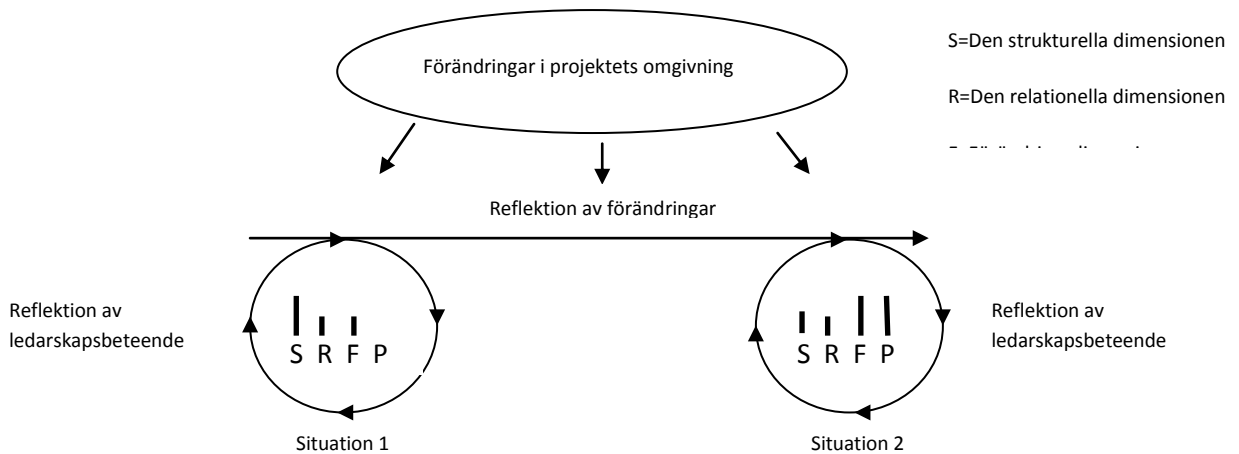 Förändringar i projektets omgivning
S=Den strukturella dimensionen
R=Den relationella dimensionen
Reflektion av förändringar
Reflektion av
ledarskapsbeteende
S R F P
Situation 1
S R F P
Reflektion av
ledarskapsbeteende
Situation 2